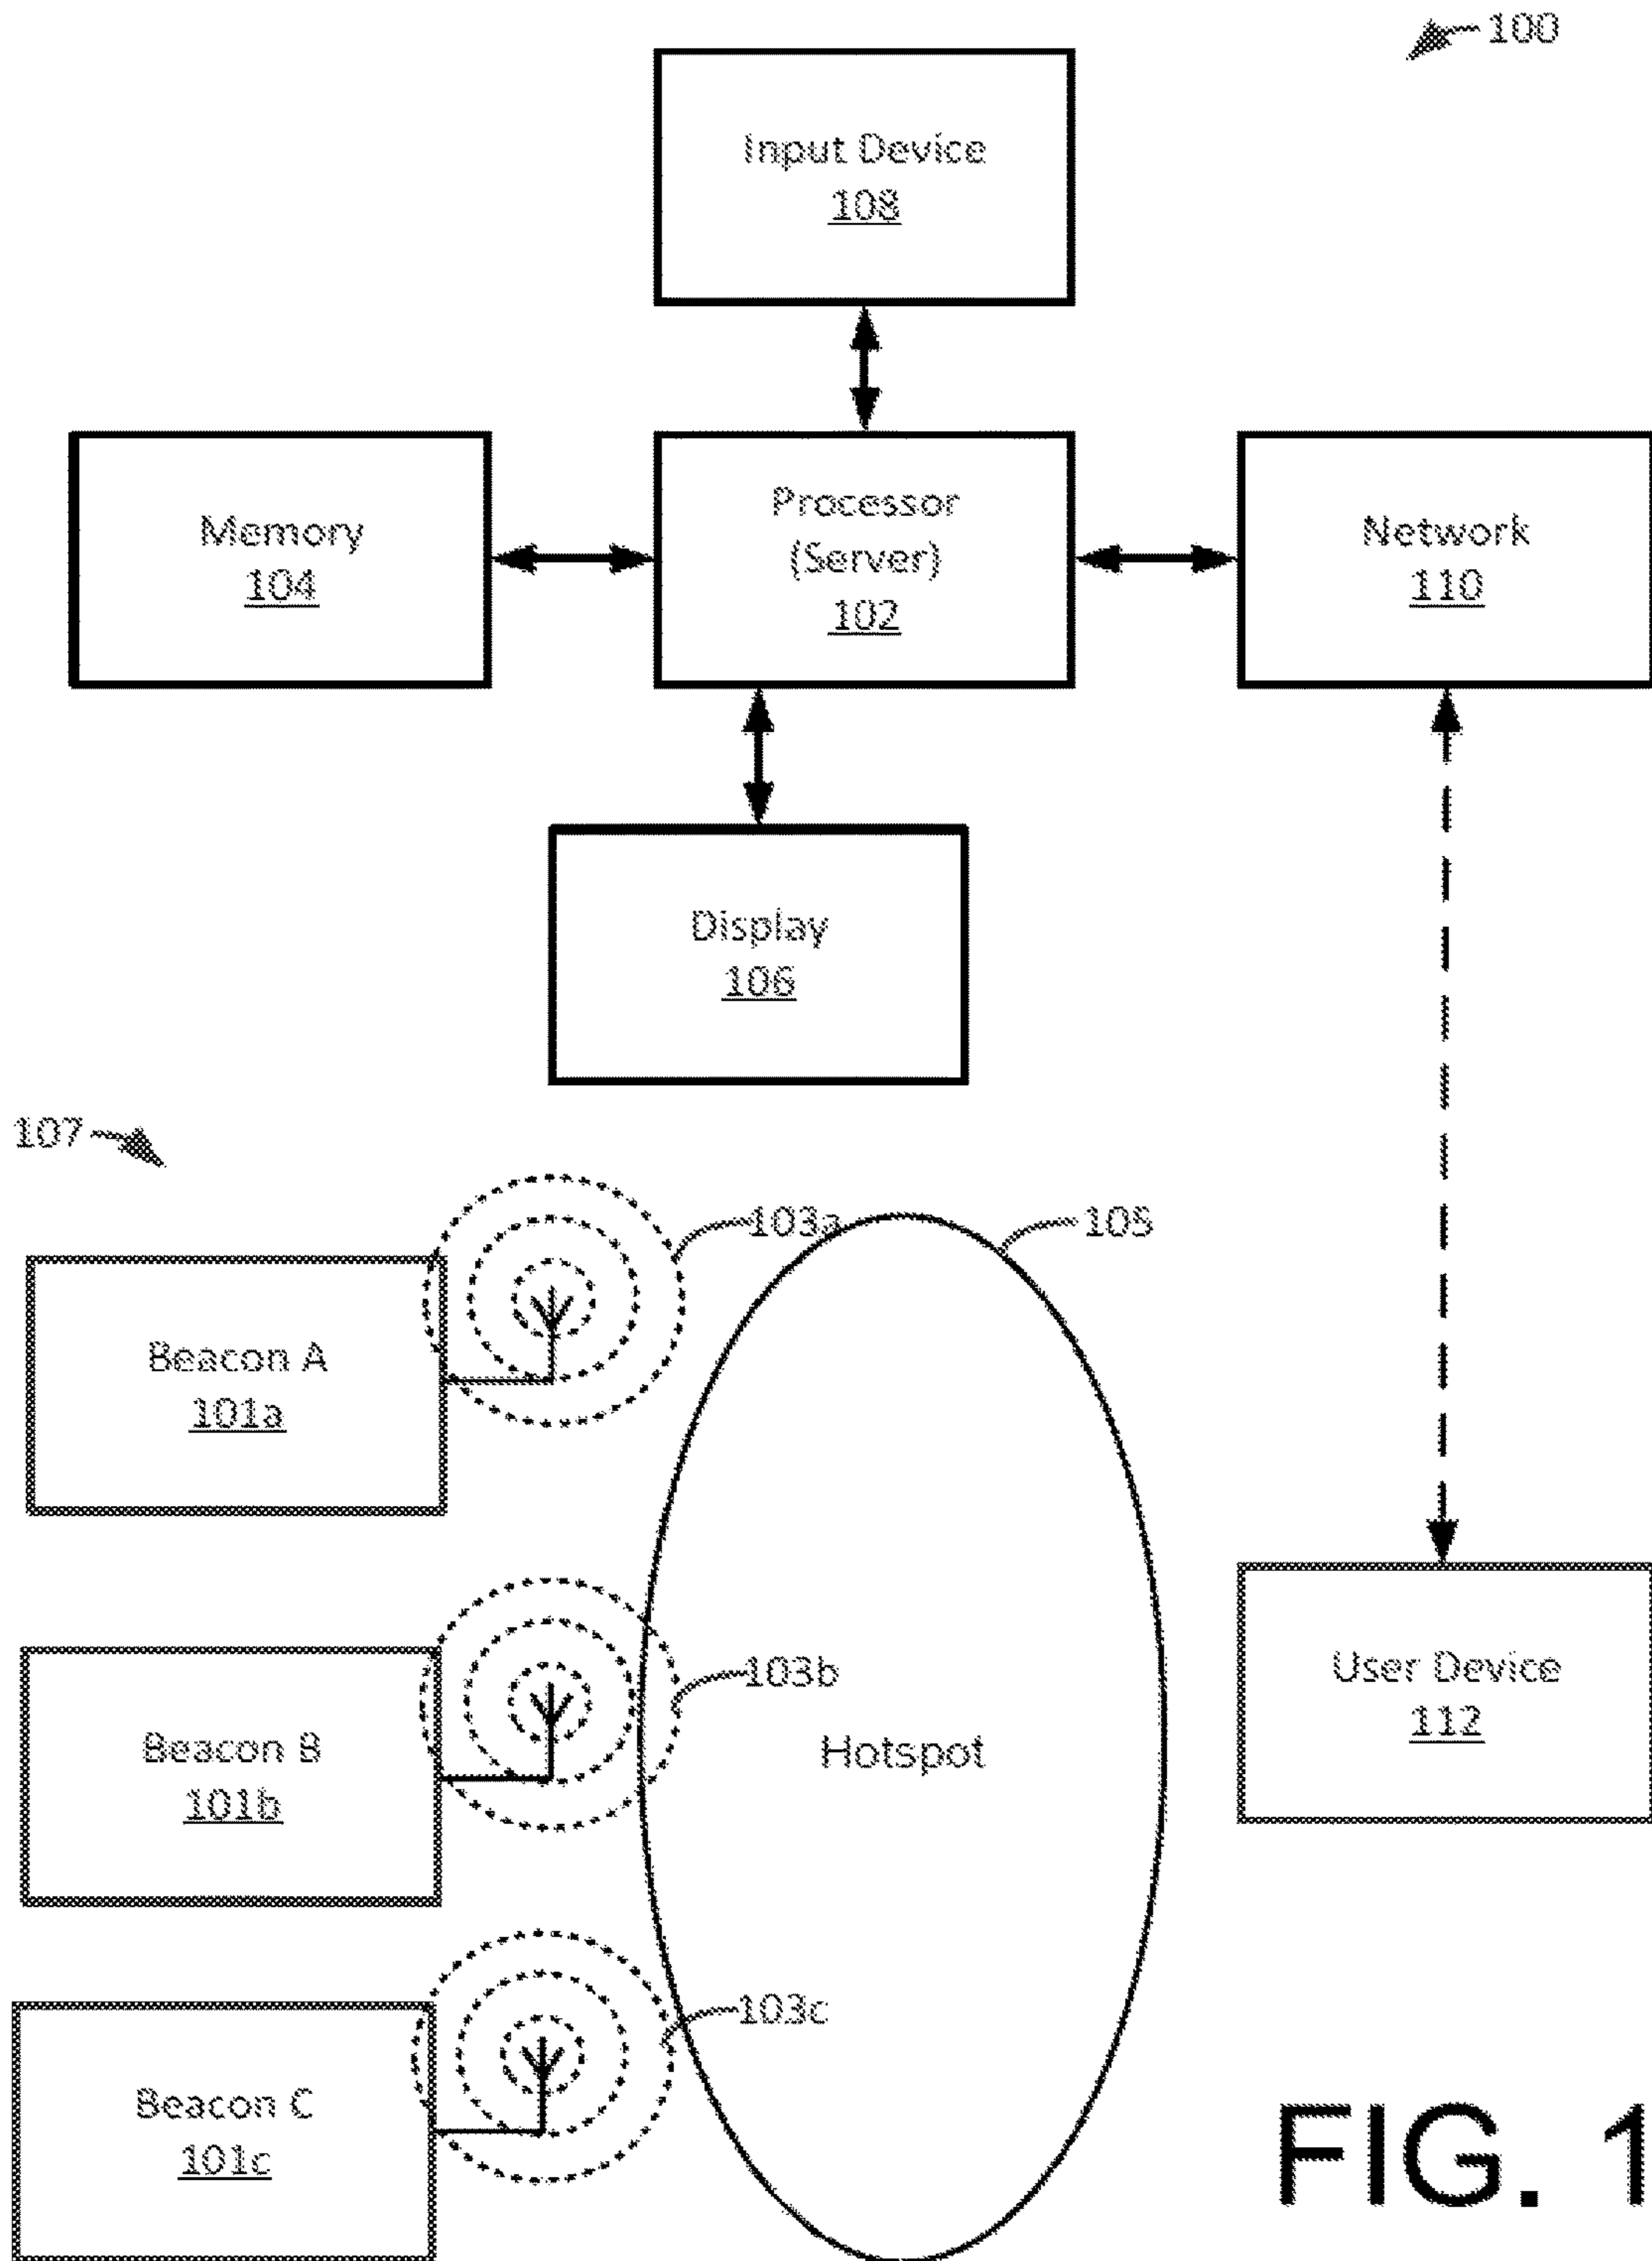 100
Input Device
108
Memory
104
Processor
(Server)
102
Network
110
Display
106
107
103a
105
Beacon A
101a
103b
User Device
112
Beacon B
101b
Hotspot
103c
Beacon C
101c
FIG. 1